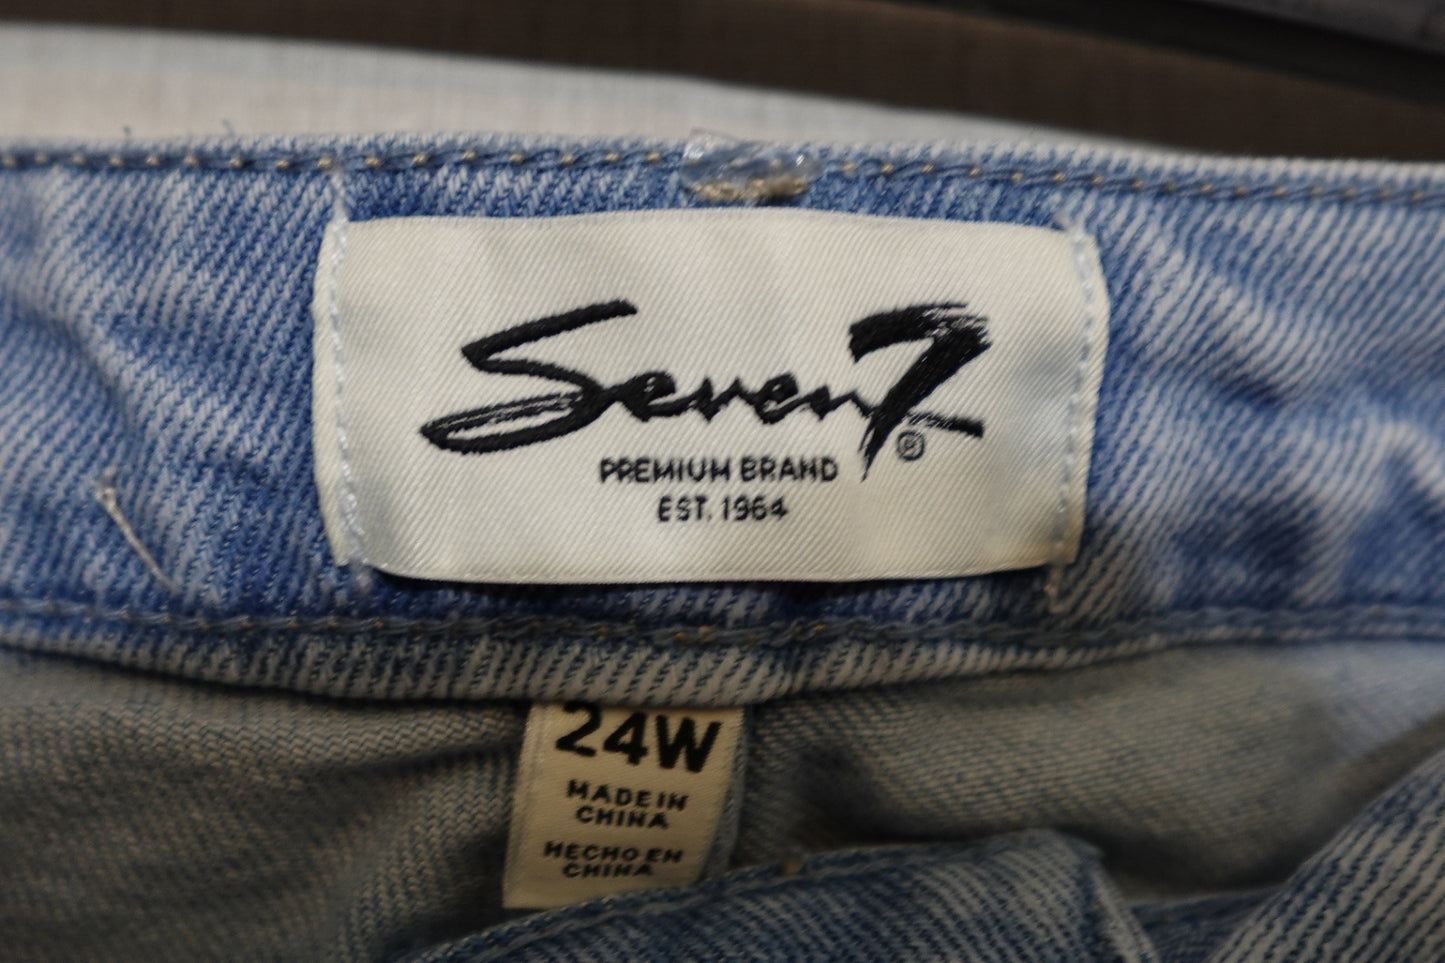 Seven7®
PREMIUM BRAND
EST. 1964
24W
MADE IN
CHINA
HECHO EN
CHINA